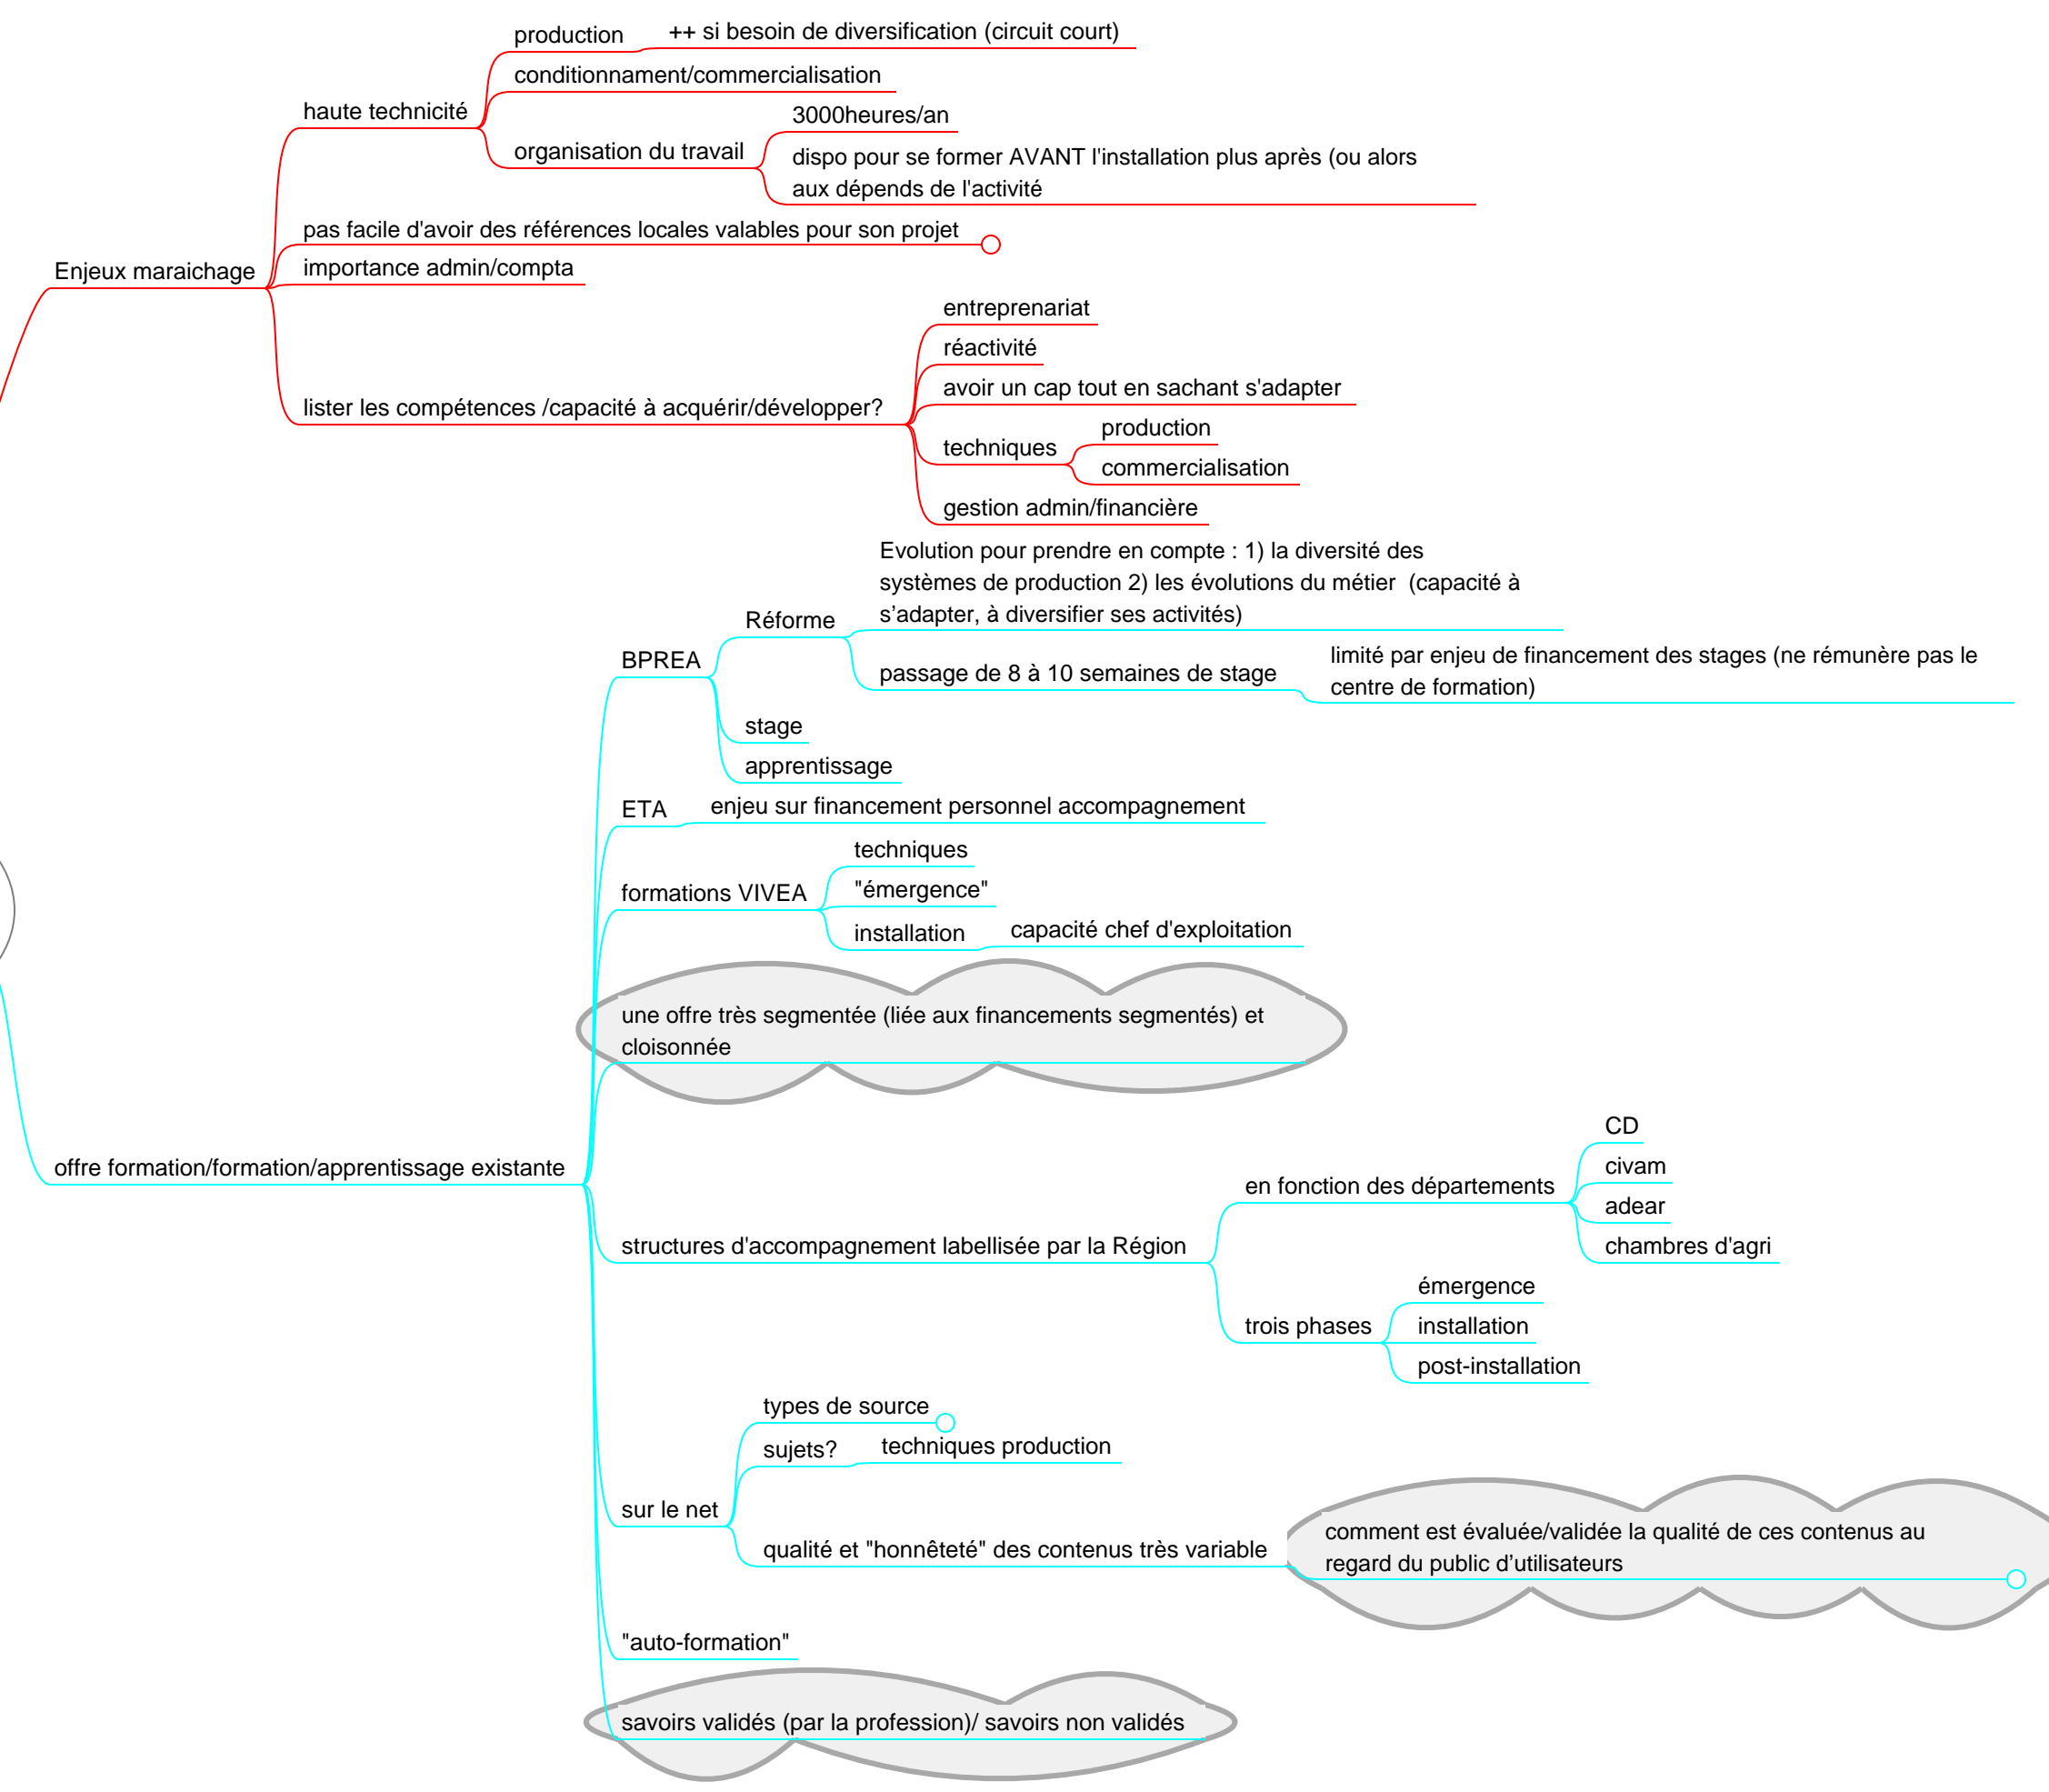 Enjeux maraichage
haute technicité
production
++ si besoin de diversification (circuit court)
conditionnament/commercialisation
organisation du travail
3000heures/an
dispo pour se former AVANT l'installation plus après (ou alors
aux dépends de l'activité
pas facile d'avoir des références locales valables pour son projet
importance admin/compta
lister les compétences /capacité à acquérir/développer?
entreprenariat
réactivité
avoir un cap tout en sachant s'adapter
techniques
production
commercialisation
gestion admin/financière
offre formation/formation/apprentissage existante
BPREA
Réforme
Evolution pour prendre en compte : 1) la diversité des
systèmes de production 2) les évolutions du métier  (capacité à
s’adapter, à diversifier ses activités)
passage de 8 à 10 semaines de stage
limité par enjeu de financement des stages (ne rémunère pas le
centre de formation)
stage
apprentissage
ETA
enjeu sur financement personnel accompagnement
formations VIVEA
techniques
"émergence"
installation
capacité chef d'exploitation
une offre très segmentée (liée aux financements segmentés) et
cloisonnée
structures d'accompagnement labellisée par la Région
en fonction des départements
CD
civam
adear
chambres d'agri
trois phases
émergence
installation
post-installation
sur le net
types de source
sujets?
techniques production
qualité et "honnêteté" des contenus très variable
comment est évaluée/validée la qualité de ces contenus au
regard du public d’utilisateurs
"auto-formation"
savoirs validés (par la profession)/ savoirs non validés